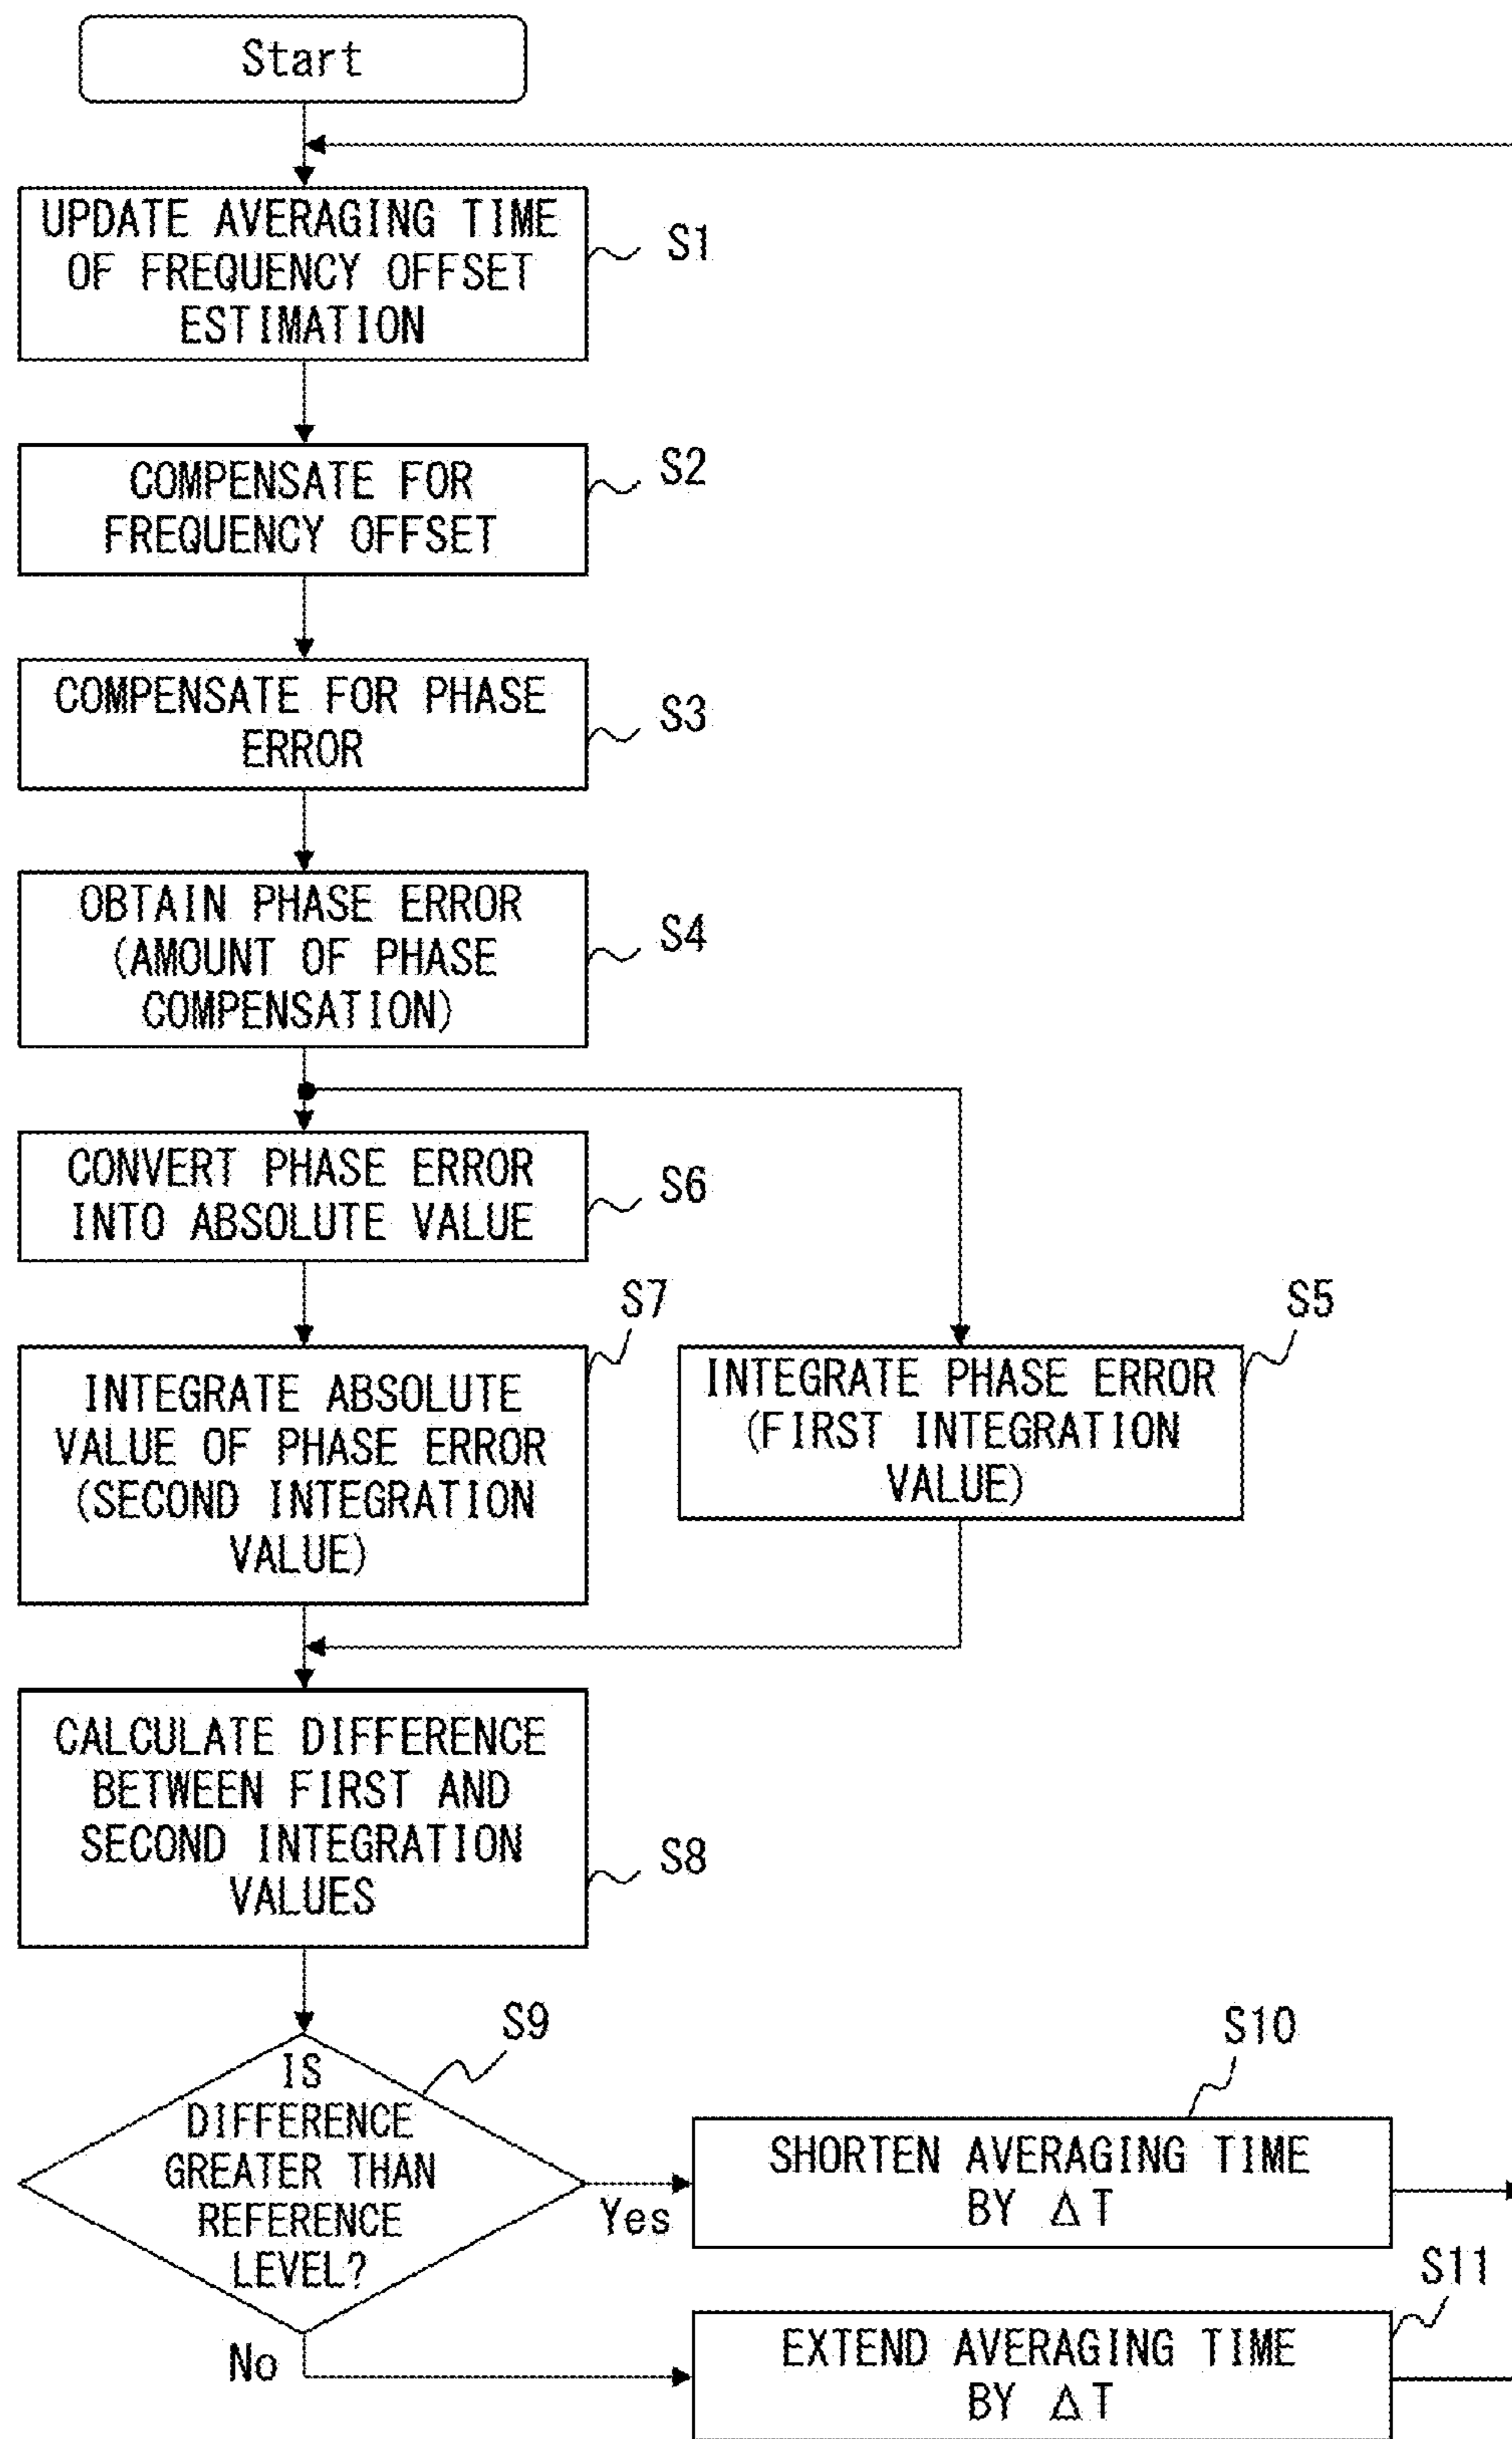 Start
UPDATE AVERAGING TIME
OF FREQUENCY OFFSET
ESTIMATION
S1
COMPENSATE FOR
FREQUENCY OFFSET
S2
COMPENSATE FOR PHASE
ERROR
S3
OBTAIN PHASE ERROR
(AMOUNT OF PHASE
COMPENSATION)
S4
CONVERT PHASE ERROR
INTO ABSOLUTE VALUE
S6
INTEGRATE ABSOLUTE
VALUE OF PHASE ERROR
(SECOND INTEGRATION
VALUE)
S7
INTEGRATE PHASE ERROR
(FIRST INTEGRATION
VALUE)
S5
CALCULATE DIFFERENCE
BETWEEN FIRST AND
SECOND INTEGRATION
VALUES
S8
IS
DIFFERENCE
GREATER THAN
REFERENCE
LEVEL?
S9
Yes
SHORTEN AVERAGING TIME
BY ΔT
S10
No
EXTEND AVERAGING TIME
BY ΔT
S11